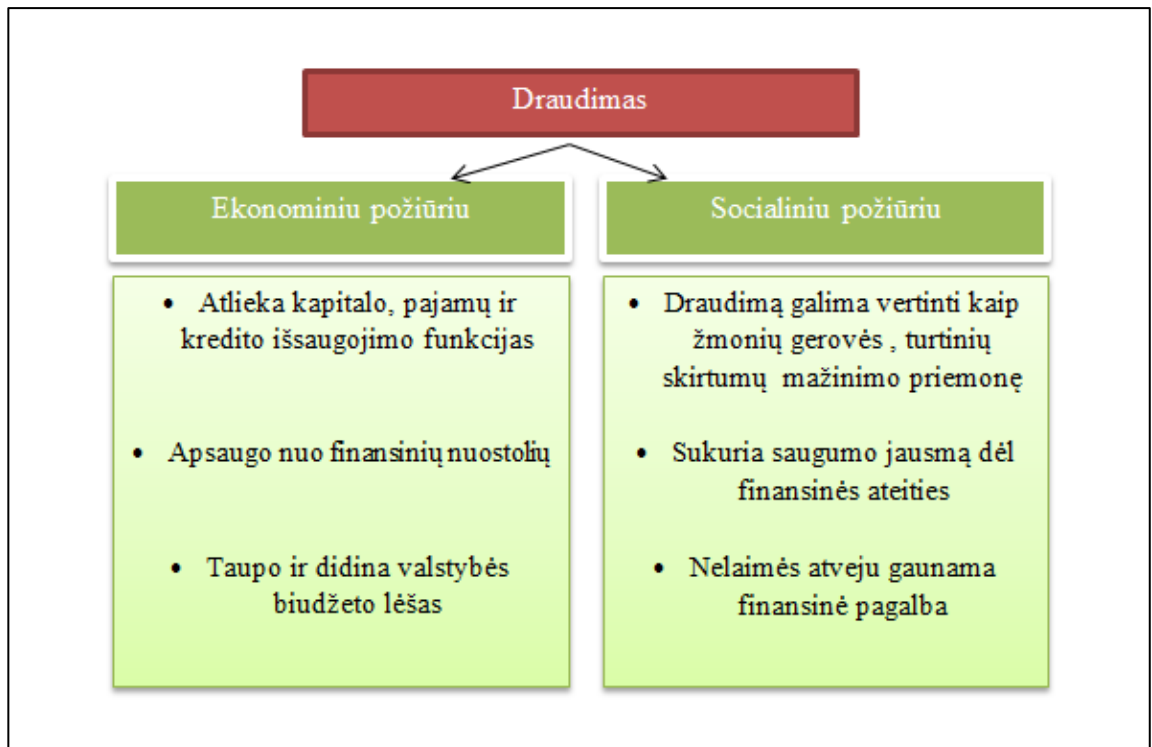 Draudimas
Ekonominiu požiūriu
• Atlieka kapitalo, pajamų ir
kredito išsaugojimo funkcijas
• Apsaugo nuo finansinių nuostolių
• Taupo ir didina valstybės
biudžeto lėšas
Socialiniu požiūriu
• Draudimą galima vertinti kaip
žmonių gerovės , turtinių
skirtumų mažinimo priemonę
• Sukuria saugumo jausmą dėl
finansinės ateities
• Nelaimės atveju gaunama
finansinė pagalba